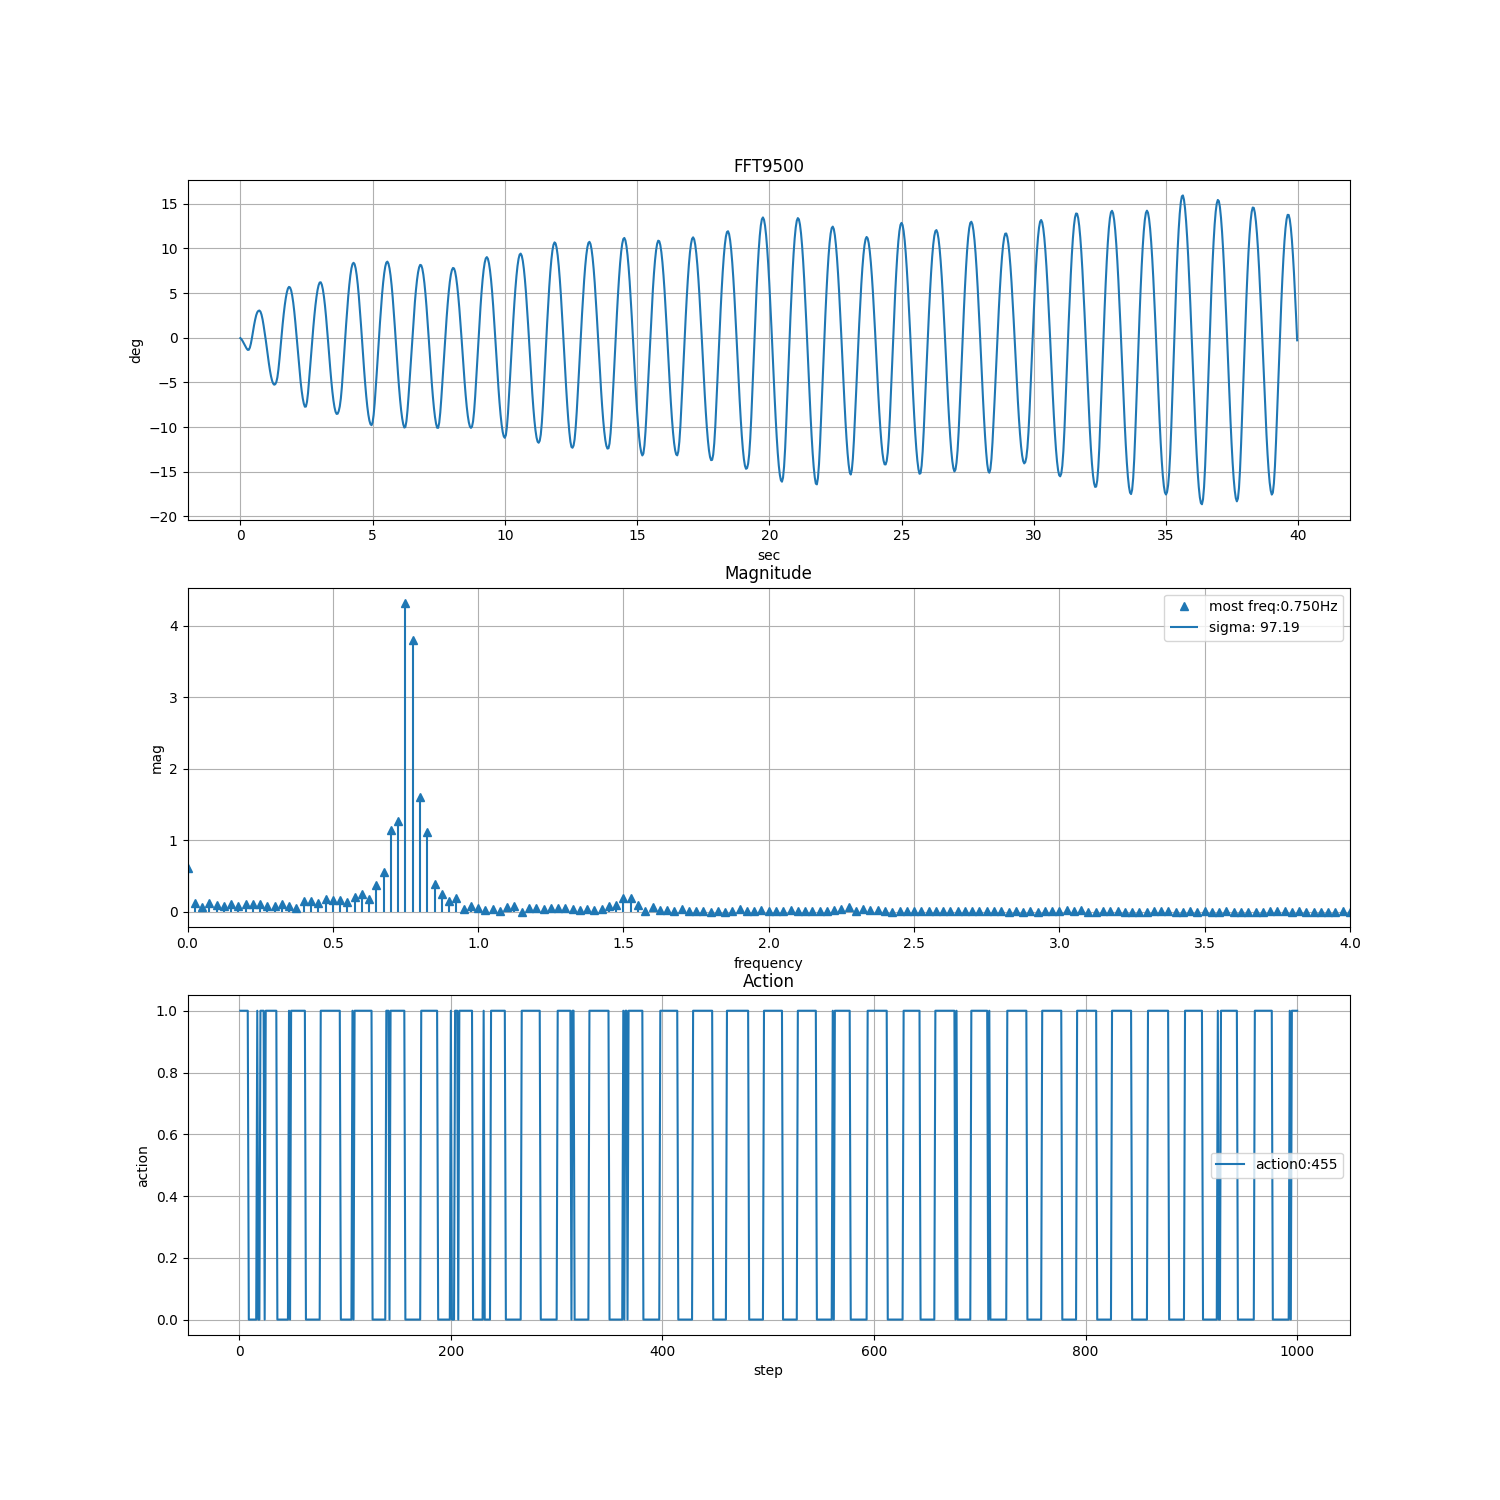 FFT9500
15
10
5
0
−5
−10
−15
−20
deg
0 5 10 15 20 25 30 35 40
sec
Magnitude
4
3
2
1
0
mag
most freq:0.750Hz
sigma: 97.19
0.0 0.5 1.0 1.5 2.0 2.5 3.0 3.5 4.0
frequency
Action
1.0
0.8
0.6
0.4
0.2
0.0
action
action0:455
0 200 400 600 800 1000
step